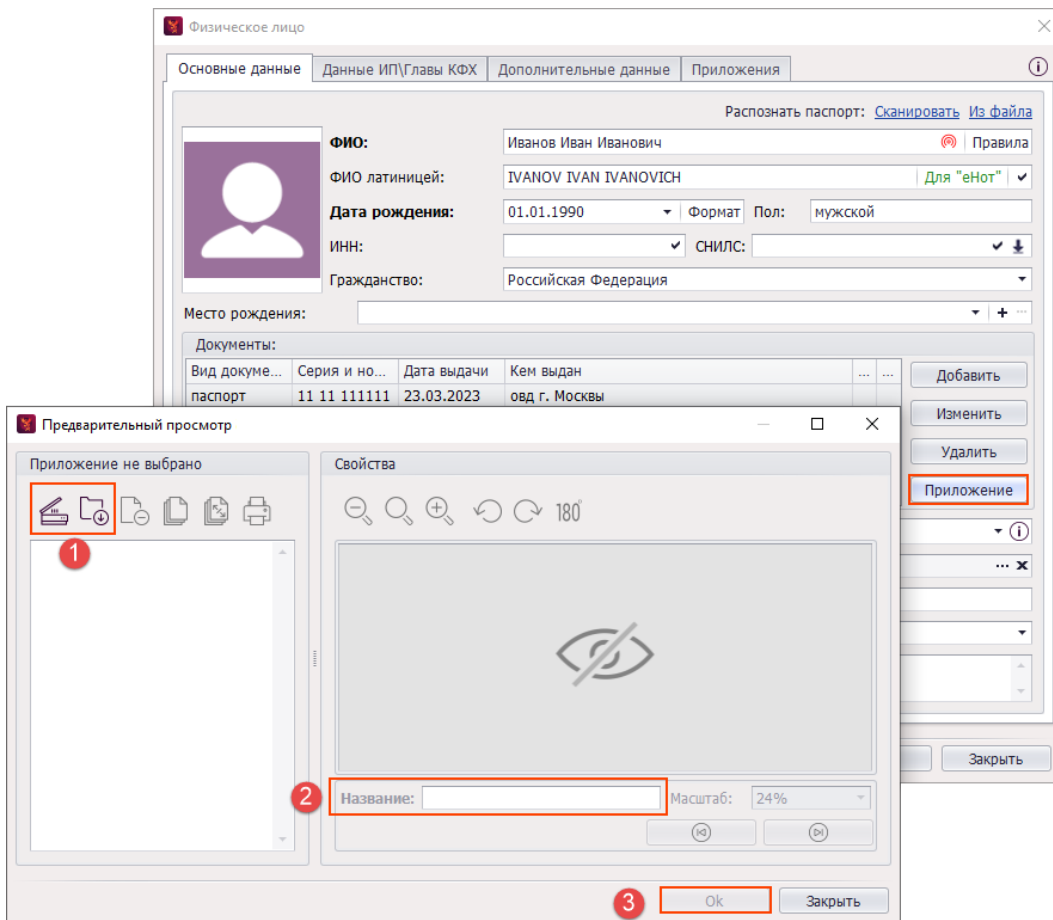 Физическое лицо
Основные данные Данные ИП\Главы КФХ Дополнительные данные Приложения
Распознать паспорт: Сканировать Из файла
ФИО: Иванов Иван Иванович Правила
ФИО латиницей: IVANOV IVAN IVANOVICH Для "еНот"
Дата рождения: 01.01.1990 Формат Пол: мужской
ИНН: СНИЛС:
Гражданство: Российская Федерация
Место рождения:
Документы:
Вид докуме... Серия и но... Дата выдачи Кем выдан ... ...
паспорт 11 11 111111 23.03.2023 овд г. Москвы
Добавить
Изменить
Удалить
Приложение
Закрыть
Предварительный просмотр
Приложение не выбрано
Свойства
180°
1
2 Название: Масштаб: 24%
3 Ok Закрыть